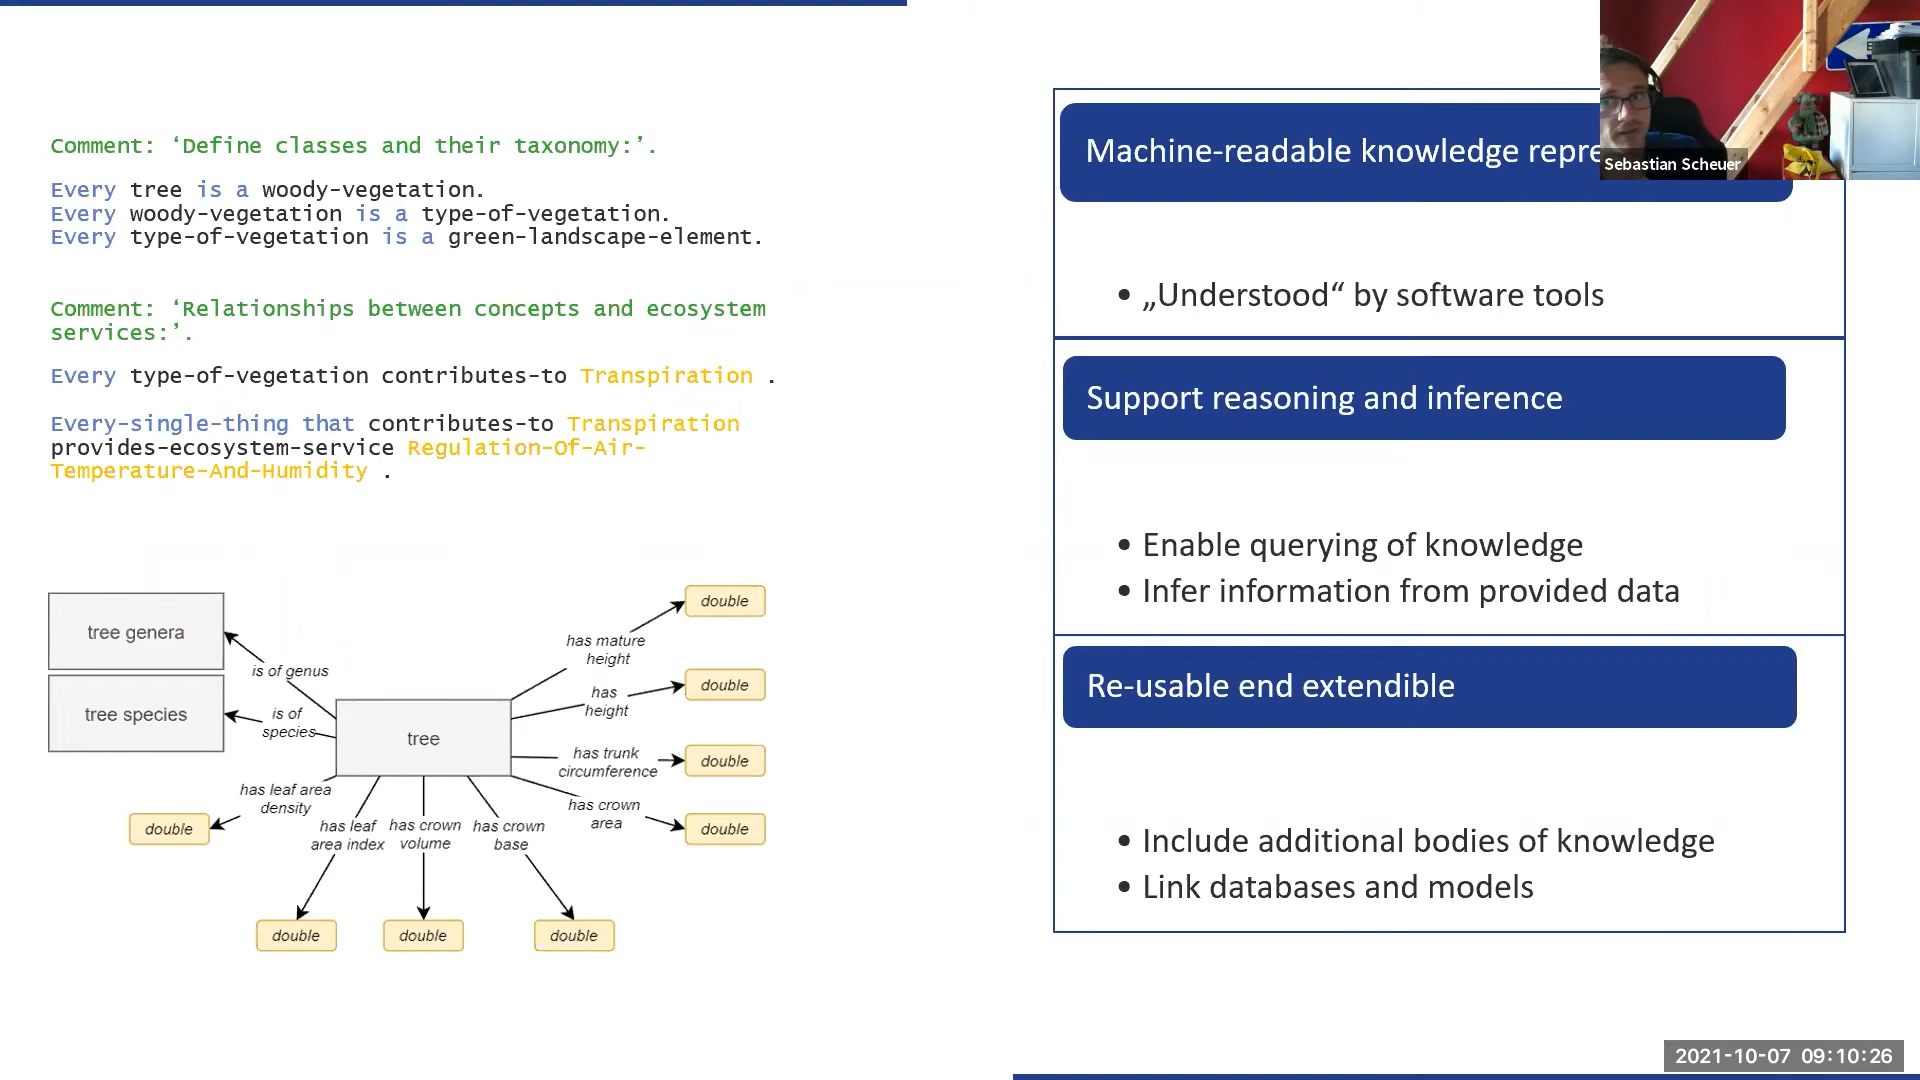 Comment: ‘Define classes and their taxonomy:’.
Every tree is a woody-vegetation.
Every woody-vegetation is a type-of-vegetation.
Every type-of-vegetation is a green-landscape-element.
Comment: ‘Relationships between concepts and ecosystem
services:’.
Every type-of-vegetation contributes-to Transpiration .
Every-single-thing that contributes-to Transpiration
provides-ecosystem-service Regulation-Of-Air-
Temperature-And-Humidity .
tree genera
tree species
is of genus
is of
species
tree
has mature
height
double
has
height
double
has trunk
circumference
double
has crown
area
double
has leaf area
density
double
has leaf
area index
double
has crown
volume
double
has crown
base
double
Machine-readable knowledge repre
• „Understood“ by software tools
Support reasoning and inference
• Enable querying of knowledge
• Infer information from provided data
Re-usable end extendible
• Include additional bodies of knowledge
• Link databases and models
Sebastian Scheuer
2021-10-07 09:10:26